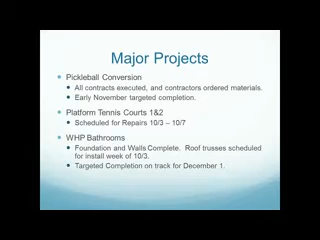 Major Projects
Pickleball Conversion
All contracts executed, and contractors ordered materials.
Early November targeted completion.
Platform Tennis Courts 1&2
Scheduled for Repairs 10/3 – 10/7
WHP Bathrooms
Foundation and Walls Complete. Roof trusses scheduled
for install week of 10/3.
Targeted Completion on track for December 1.